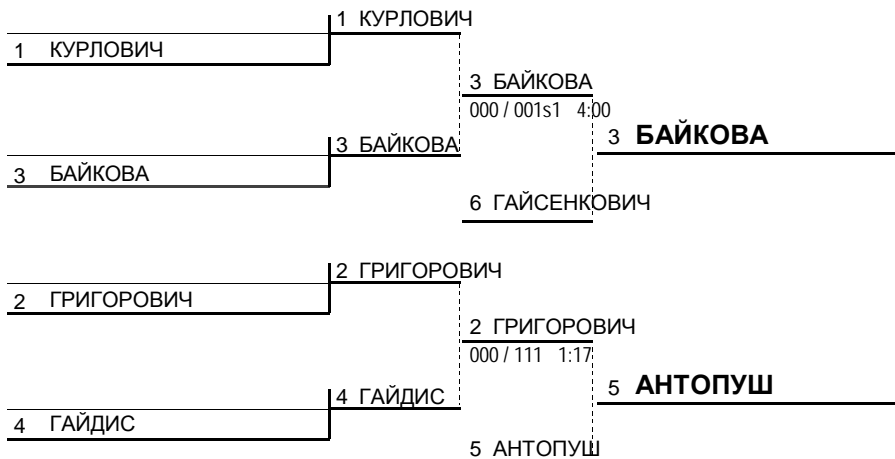 1 КУРЛОВИЧ
1 КУРЛОВИЧ
3 БАЙКОВА
000 / 001s1 4:00
3 БАЙКОВА
3 БАЙКОВА
3 БАЙКОВА
6 ГАЙСЕНКОВИЧ
2 ГРИГОРОВИЧ
2 ГРИГОРОВИЧ
2 ГРИГОРОВИЧ
000 / 111 1:17
5 АНТОПУШ
4 ГАЙДИС
4 ГАЙДИС
5 АНТОПУШ